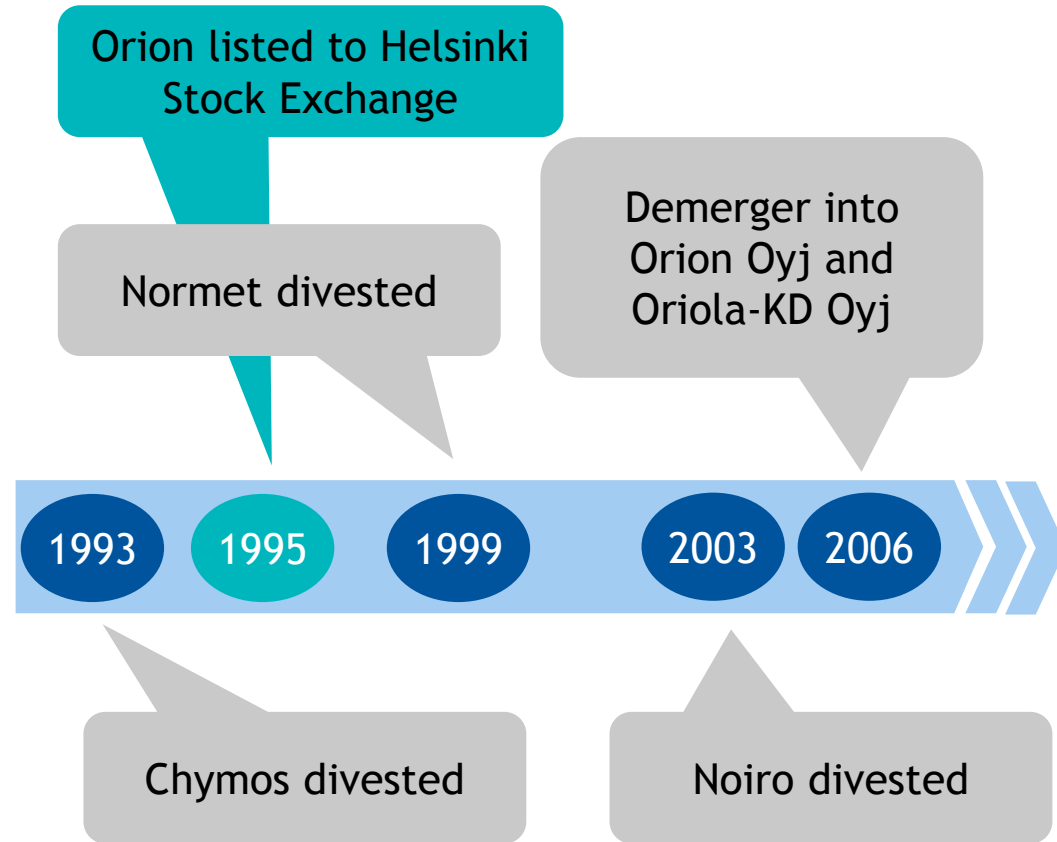 Orion listed to Helsinki
Stock Exchange
Normet divested
Demerger into
Orion Oyj and
Oriola-KD Oyj
1993
1995
1999
2003
2006
Chymos divested
Noiro divested